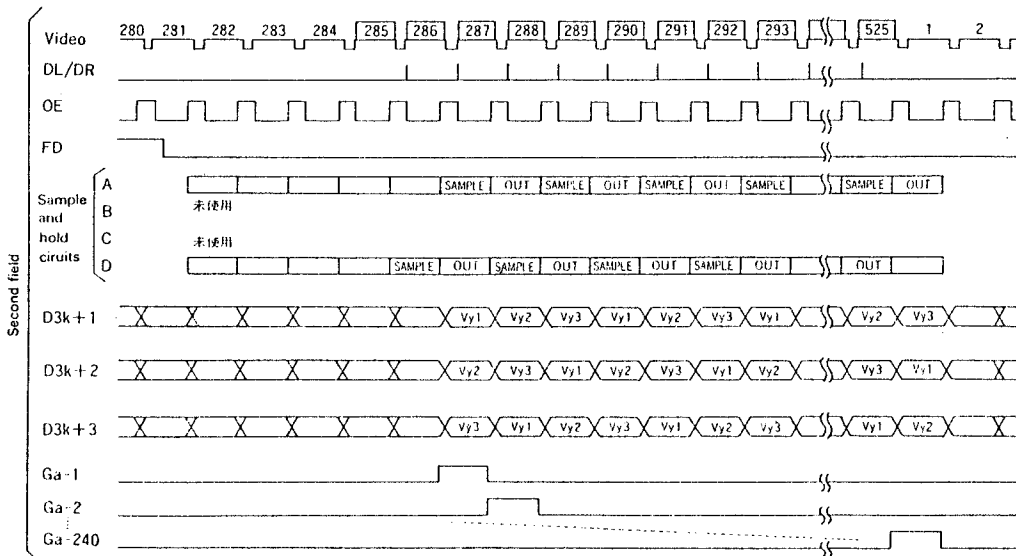 Second field
Video 280 281 282 283 284 285 286 287 288 289 290 291 292 293 525 1 2
DL/DR
OE
FD
Sample and hold ciruits
A SAMPLE OUT SAMPLE OUT SAMPLE OUT SAMPLE SAMPLE OUT
B 未使用
C 未使用
D SAMPLE OUT SAMPLE OUT SAMPLE OUT SAMPLE OUT OUT
D3k+1 Vy1 Vy2 Vy3 Vy1 Vy2 Vy3 Vy1 Vy2 Vy3
D3k+2 Vy2 Vy3 Vy1 Vy2 Vy3 Vy1 Vy2 Vy3 Vy1
D3k+3 Vy3 Vy1 Vy2 Vy3 Vy1 Vy2 Vy3 Vy1 Vy2
Ga-1
Ga-2
Ga-240